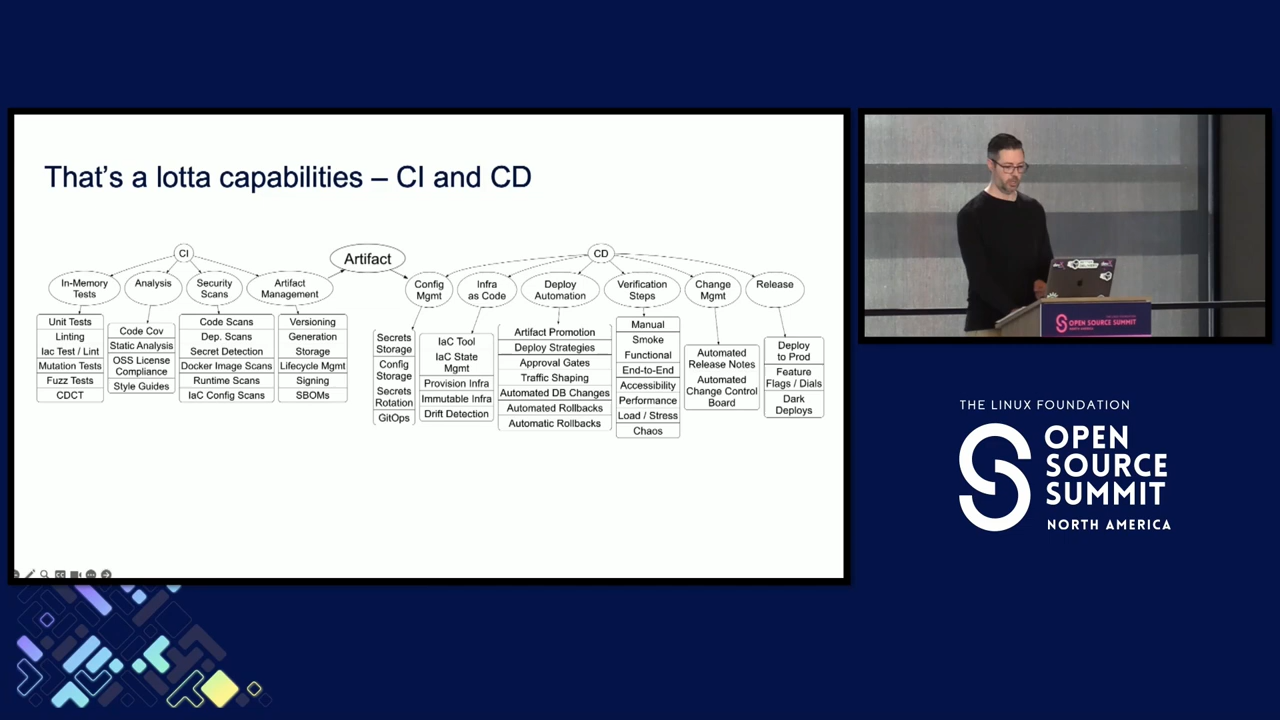 That's a lotta capabilities – CI and CD
CI
Artifact
CD
In-Memory
Tests
Analysis
Security
Scans
Artifact
Management
Config
Mgmt
Infra
as Code
Deploy
Automation
Verification
Steps
Change
Mgmt
Release
Unit Tests
Linting
Iac Test / Lint
Mutation Tests
Fuzz Tests
CDCT
Code Cov
Static Analysis
OSS License
Compliance
Style Guides
Code Scans
Dep. Scans
Secret Detection
Docker Image Scans
Runtime Scans
IaC Config Scans
Versioning
Generation
Storage
Lifecycle Mgmt
Signing
SBOMs
Secrets
Storage
Config
Storage
Secrets
Rotation
GitOps
IaC Tool
IaC State
Mgmt
Provision Infra
Immutable Infra
Drift Detection
Artifact Promotion
Deploy Strategies
Approval Gates
Traffic Shaping
Automated DB Changes
Automated Rollbacks
Automatic Rollbacks
Manual
Smoke
Functional
End-to-End
Accessibility
Performance
Load / Stress
Chaos
Automated
Release Notes
Automated
Change Control
Board
Deploy
to Prod
Feature
Flags / Dials
Dark
Deploys
OPEN SOURCE SUMMIT
THE LINUX FOUNDATION
OPEN
SOURCE
SUMMIT
NORTH AMERICA